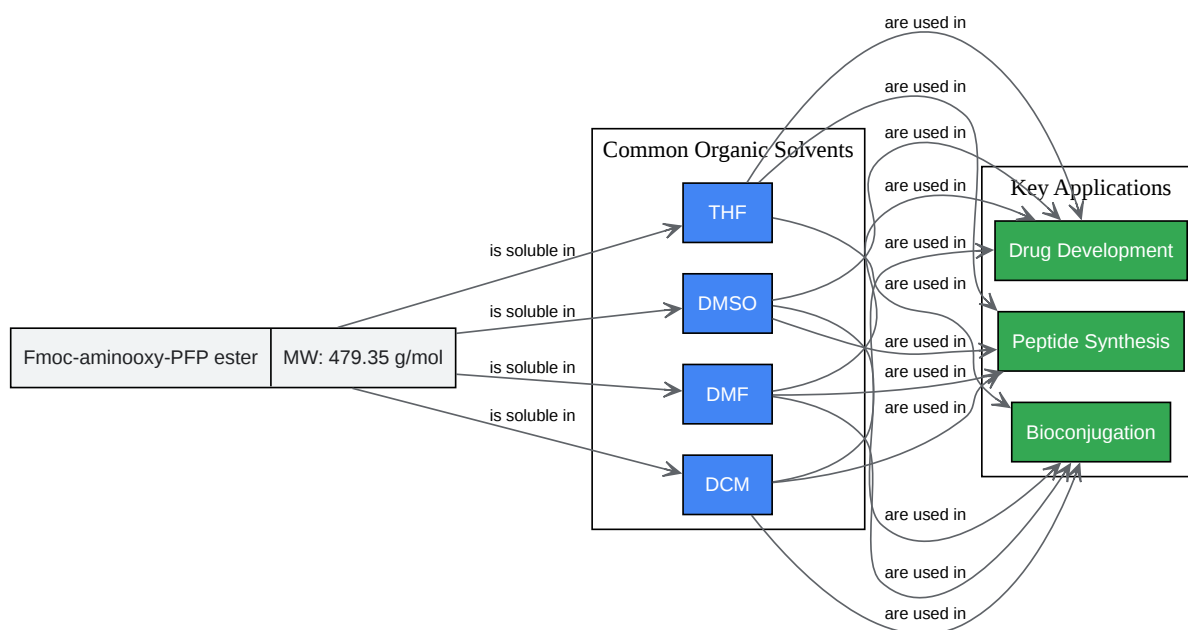 are used in
are used in
are used in
Common Organic Solvents
Key Applications
are used in
THF
is soluble in
are used in
Drug Development
are used in
DMSO
is soluble in
Fmoc-aminooxy-PFP ester
MW: 479.35 g/mol
are used in
Peptide Synthesis
is soluble in
DMF
are used in
is soluble in
are used in
Bioconjugation
DCM
are used in
are used in
are used in